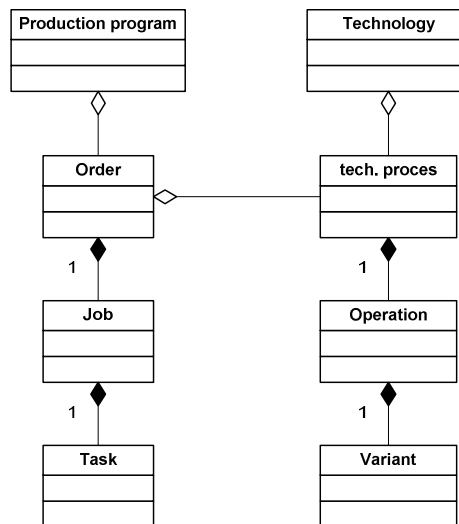 Production program
Technology
Order
tech. proces
1
1
Job
Operation
1
1
Task
Variant